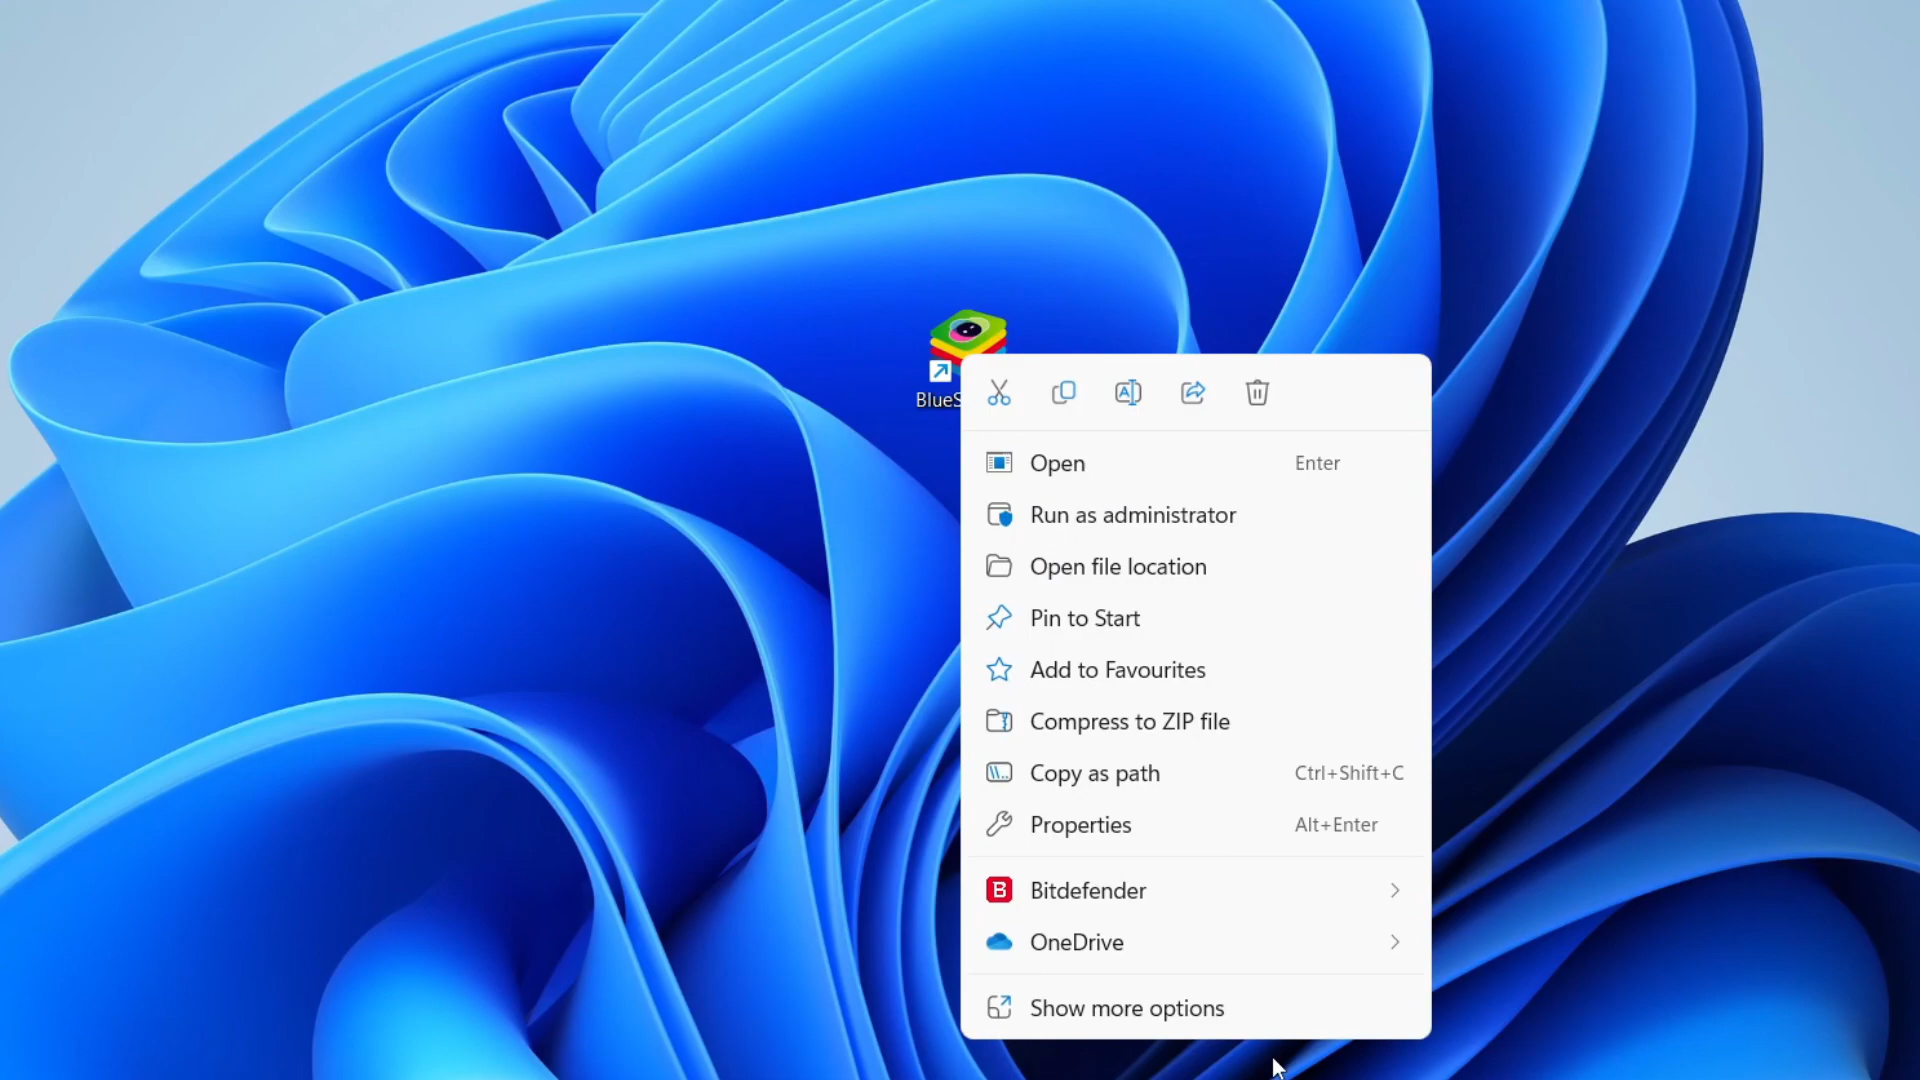 BlueS
Open Enter
Run as administrator
Open file location
Pin to Start
Add to Favourites
Compress to ZIP file
Copy as path Ctrl+Shift+C
Properties Alt+Enter
B Bitdefender
OneDrive
Show more options